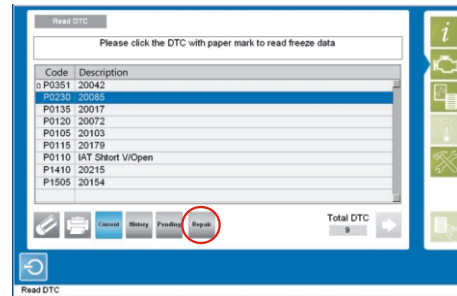 Read DTC
Please click the DTC with paper mark to read freeze data
Code Description
P0351 20042
P0230 20085
P0135 20017
P0120 20072
P0105 20103
P0115 20179
P0110 IAT Shtort V/Open
P1410 20215
P1505 20154
Current History Pending Repair
Total DTC
9
i
Read DTC